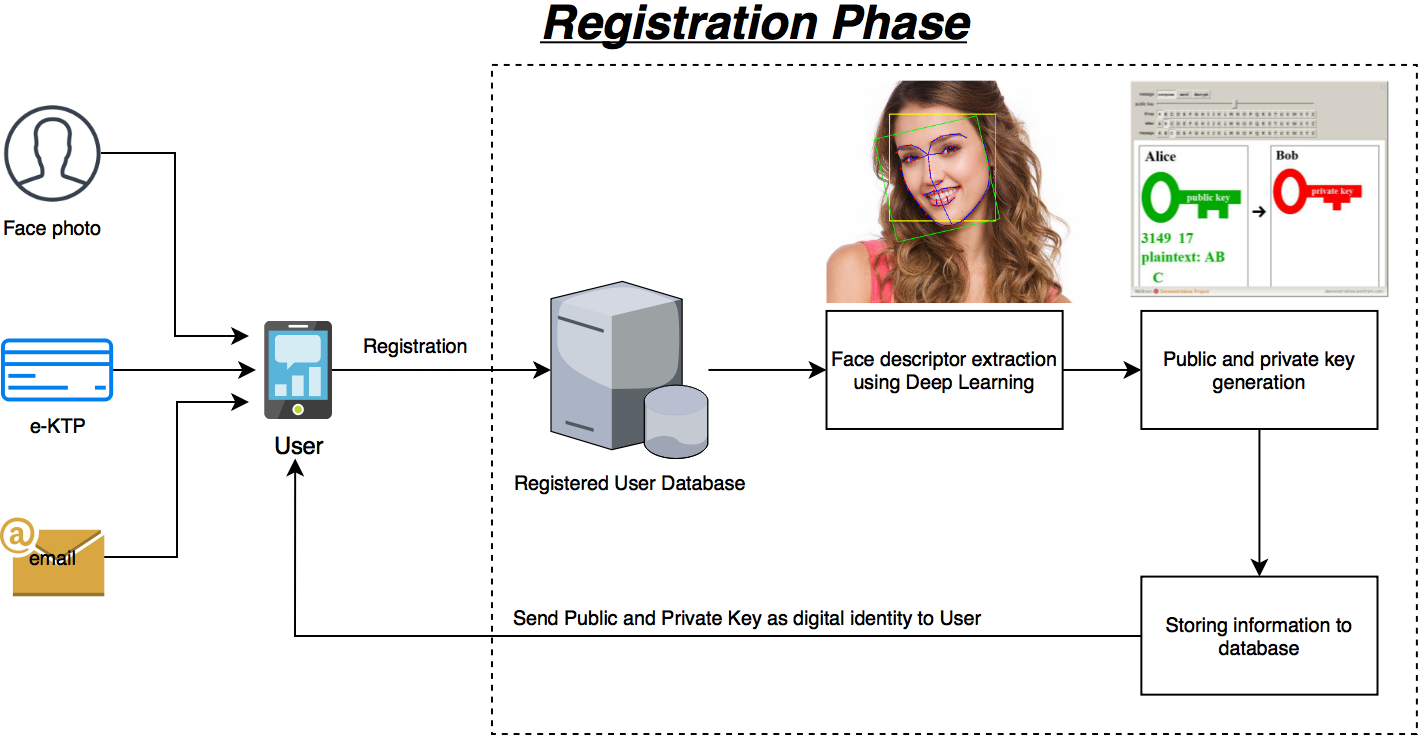 Registration Phase
Face photo
e-KTP
@
email
User
Registration
Registered User Database
Face descriptor extraction
using Deep Learning
Public and private key
generation
Alice
public key
3149 17
plaintext: AB
C
Bob
private key
Storing information to
database
Send Public and Private Key as digital identity to User